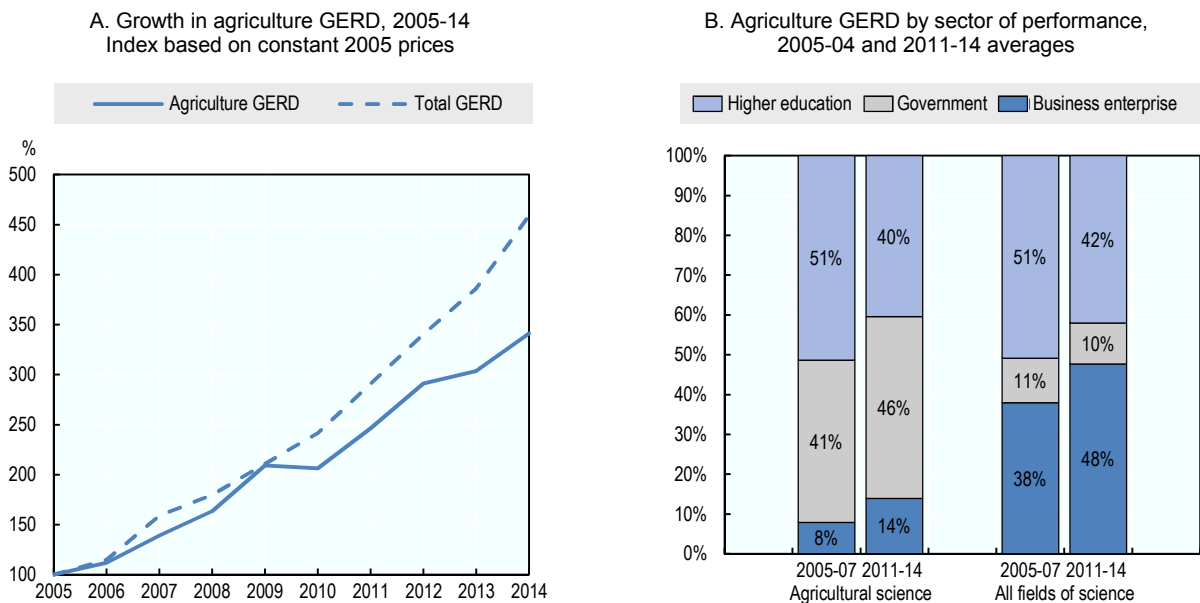 A. Growth in agriculture GERD, 2005-14
Index based on constant 2005 prices
Agriculture GERD
Total GERD
%
500
450
400
350
300
250
200
150
100
2005 2006 2007 2008 2009 2010 2011 2012 2013 2014
B. Agriculture GERD by sector of performance,
2005-04 and 2011-14 averages
Higher education
Government
Business enterprise
100%
90%
80%
70%
60%
50%
40%
30%
20%
10%
0%
51%
41%
8%
40%
46%
14%
51%
11%
38%
42%
10%
48%
2005-07 2011-14
Agricultural science
2005-07 2011-14
All fields of science